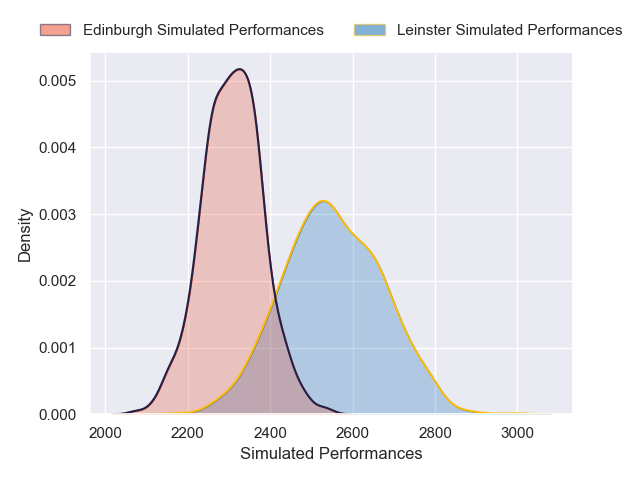 Edinburgh Simulated Performances Leinster Simulated Performances
0.005
0.004
0.003
0.002
0.001
0.000
Density
2000 2200 2400 2600 2800 3000
Simulated Performances